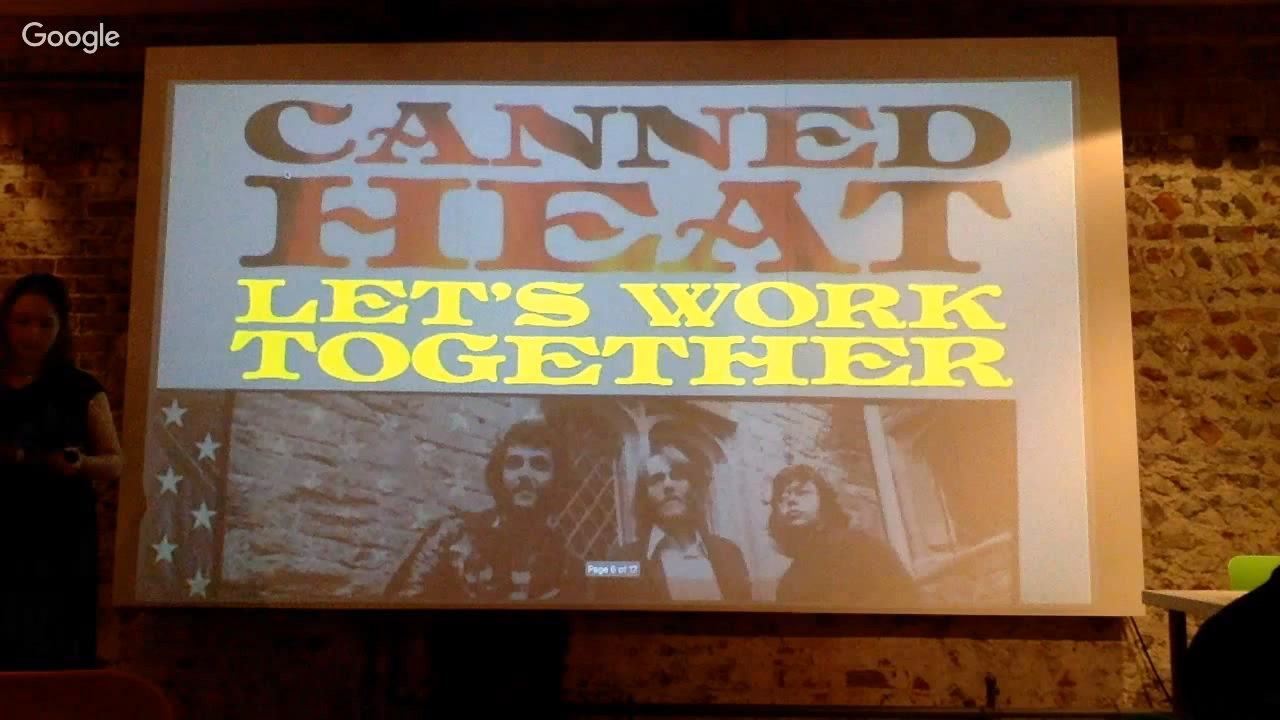 Google
CANNED
HEAT
LET'S WORK
TOGETHER
Page 6 of 17